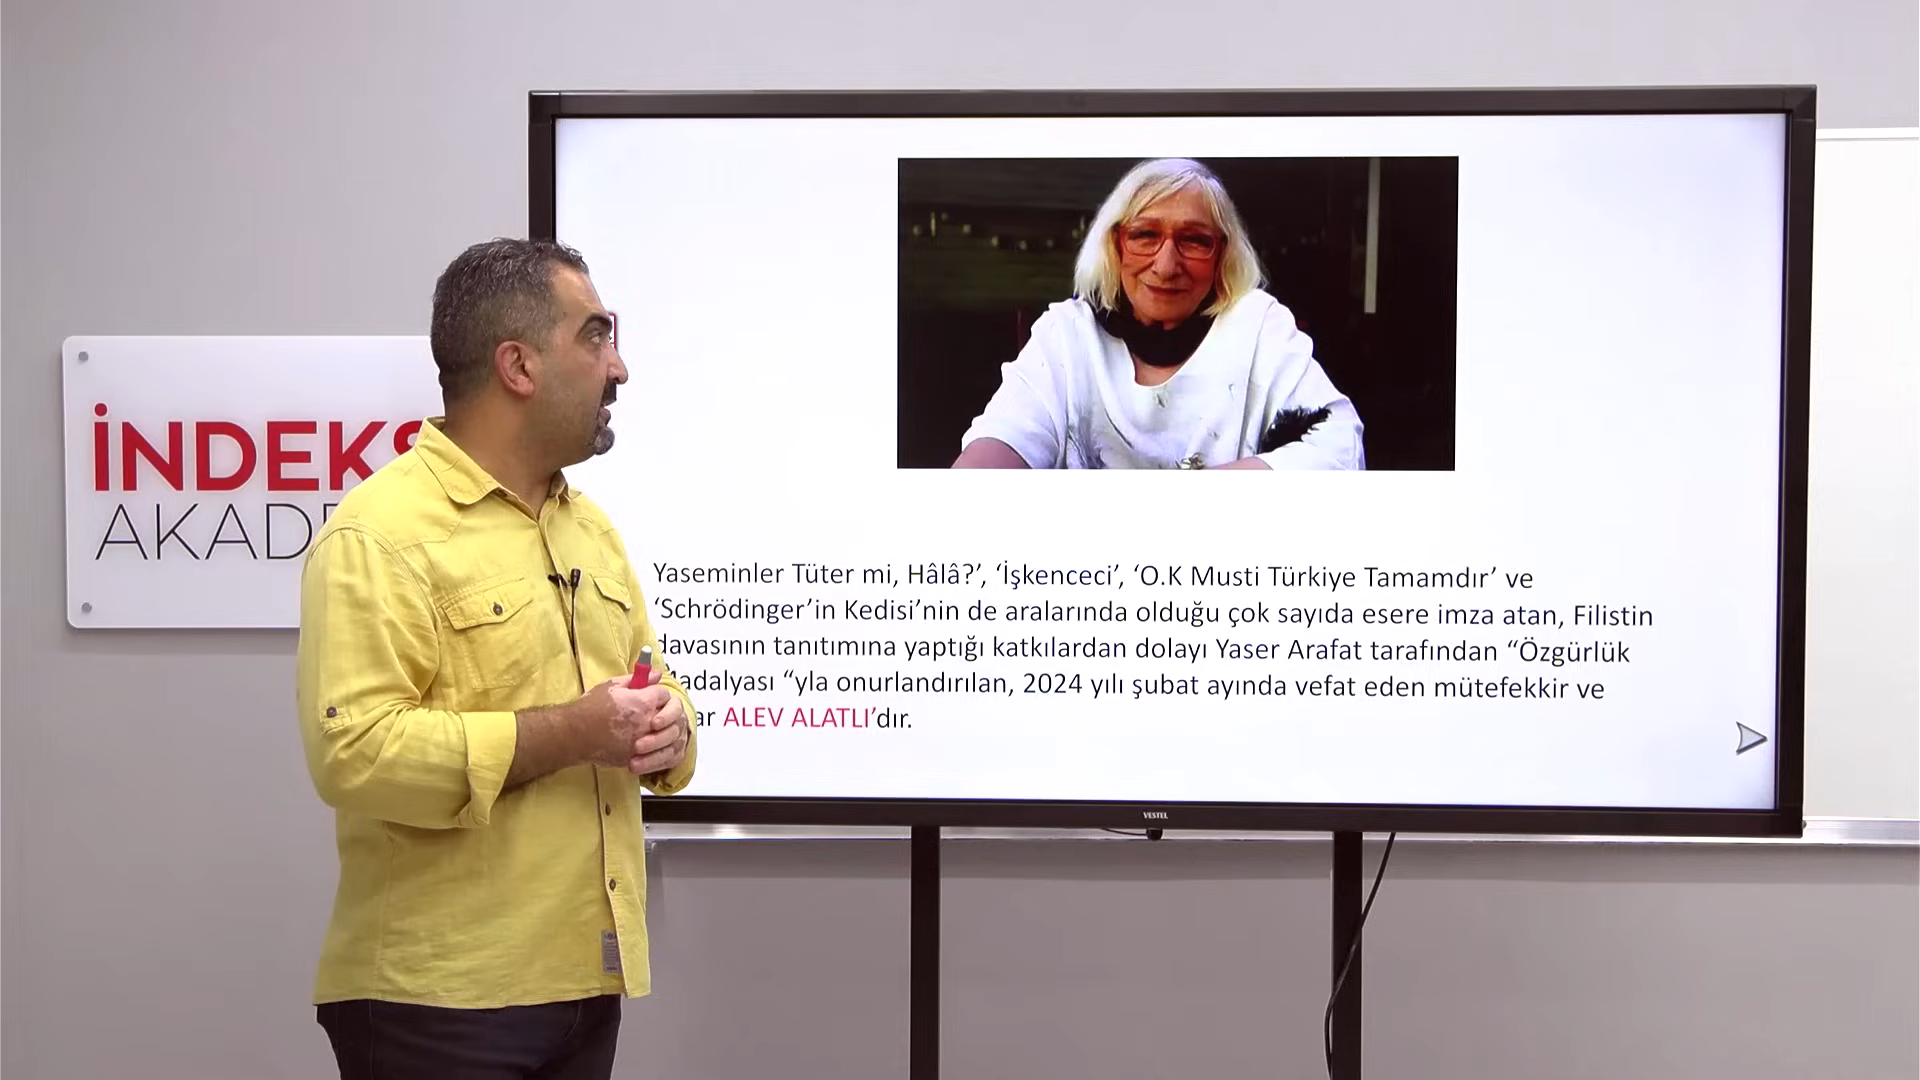 İNDEKS
AKAD
Yaseminler Tüter mi, Hâlâ?’, ‘İşkenceci’, ‘O.K Musti Türkiye Tamamdır’ ve
‘Schrödinger’in Kedisi’nin de aralarında olduğu çok sayıda esere imza atan, Filistin
davasının tanıtımına yaptığı katkılardan dolayı Yaser Arafat tarafından “Özgürlük
Madalyası “yla onurlandırılan, 2024 yılı şubat ayında vefat eden mütefekkir ve
ar ALEV ALATLI’dır.
VESTEL